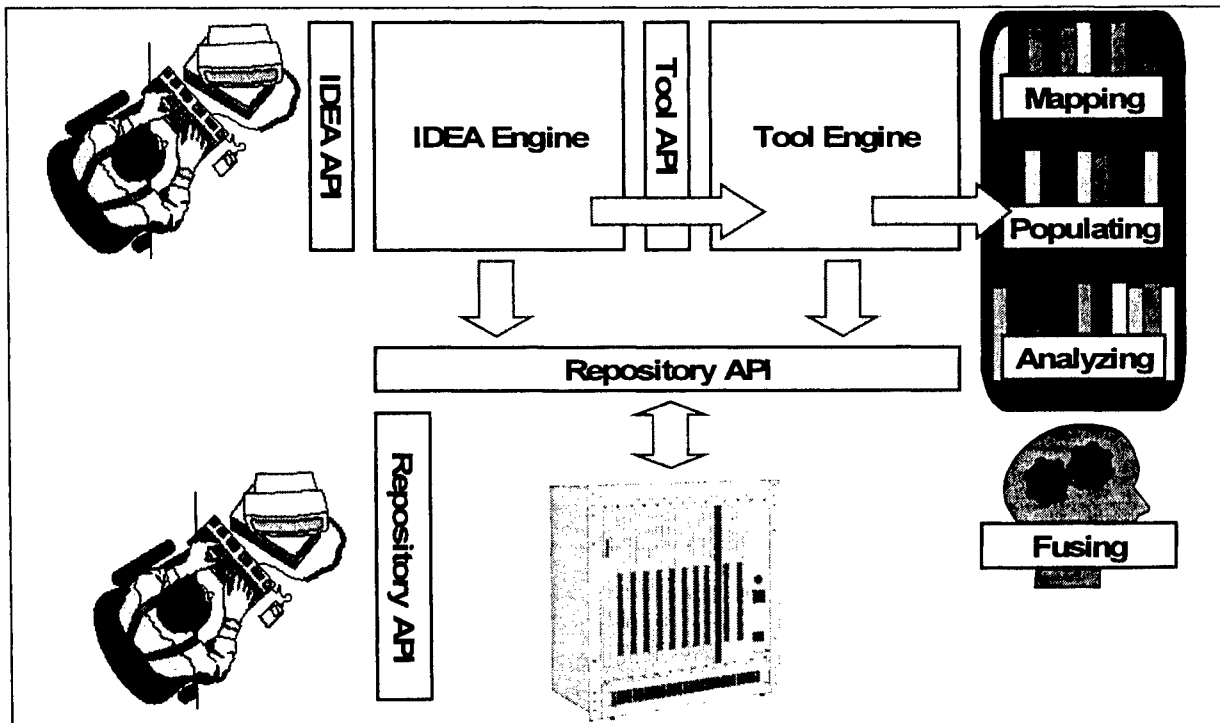 IDEA API
IDEA Engine
Tool API
Tool Engine
Mapping
Populating
Analyzing
Repository API
Repository API
Fusing